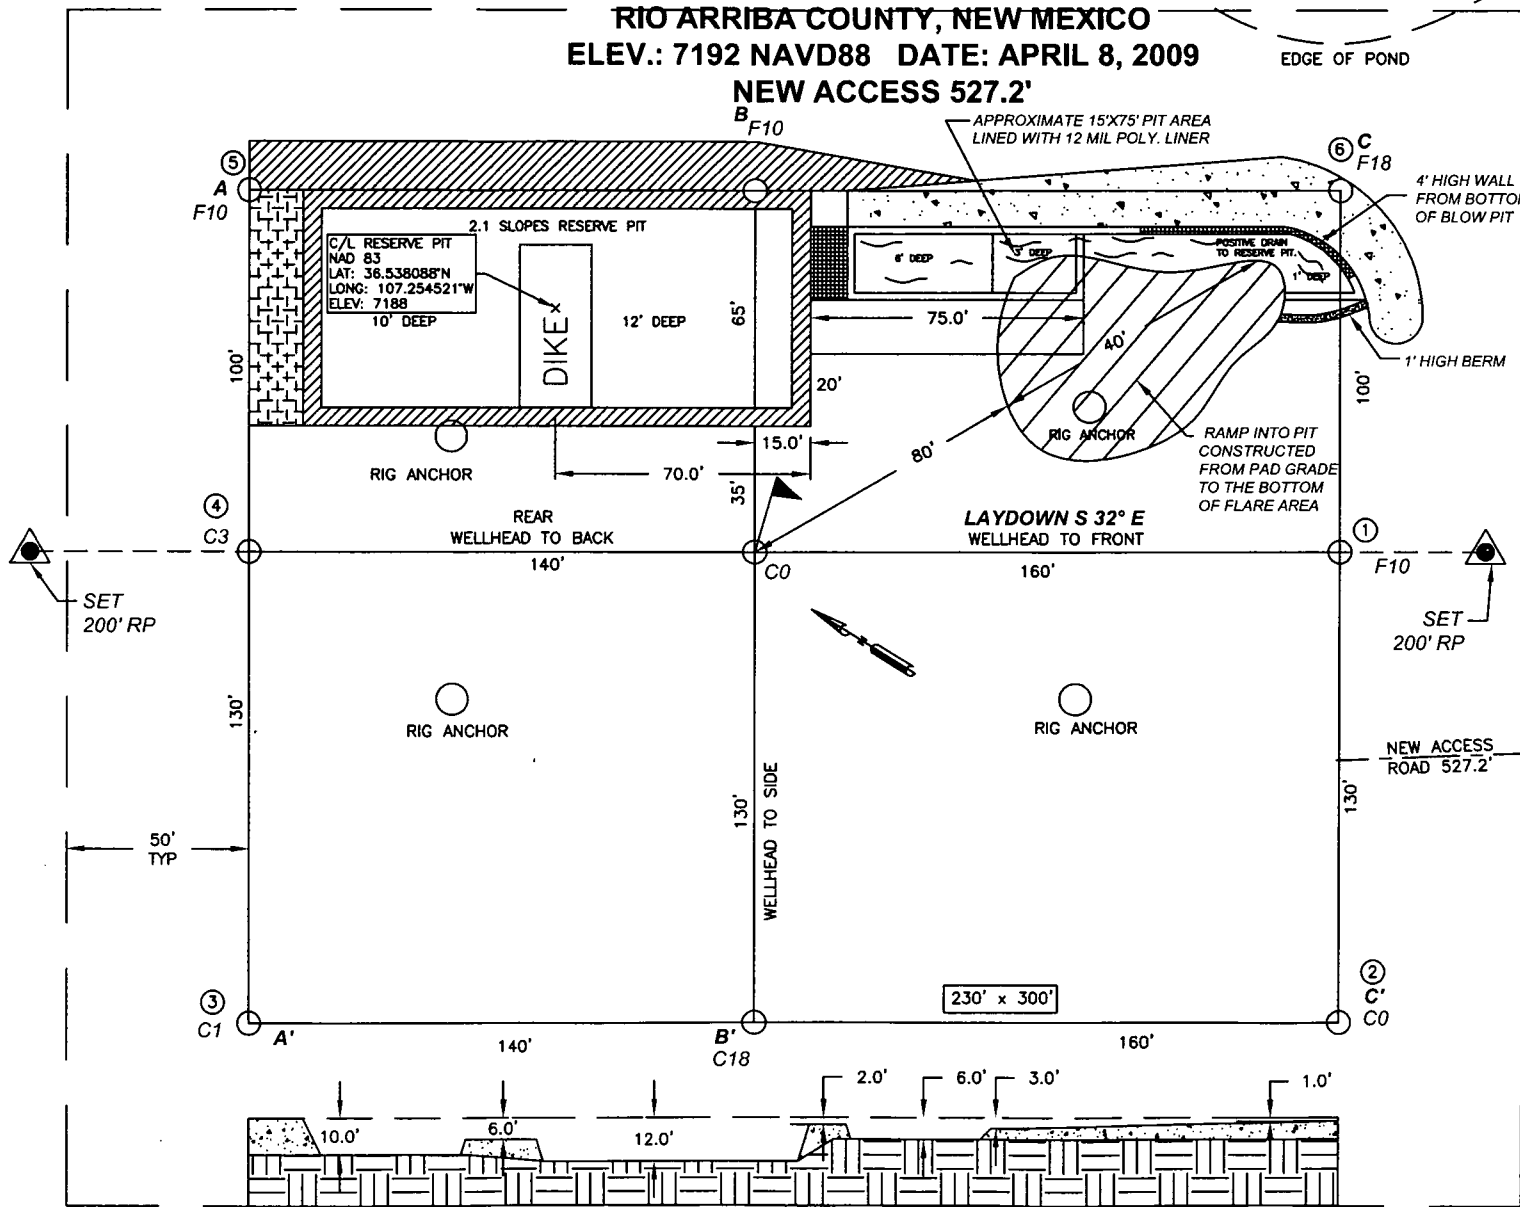 RIO ARRIBA COUNTY, NEW MEXICO
ELEV.: 7192 NAVD88 DATE: APRIL 8, 2009
NEW ACCESS 527.2'
EDGE OF POND
B
F10
APPROXIMATE 15'X75' PIT AREA
LINED WITH 12 MIL POLY. LINER
5
A
F10
6
C
F18
4' HIGH WALL
FROM BOTTO
OF BLOW PIT
2.1 SLOPES RESERVE PIT
C/L RESERVE PIT
NAD 83
LAT: 36.538088°N
LONG: 107.254521°W
ELEV: 7188
10' DEEP
DIKE
12' DEEP
65'
6' DEEP
3' DEEP
POSITIVE DRAIN
TO RESERVE PIT.
1' DEEP
75.0'
40'
1' HIGH BERM
100'
20'
100'
RIG ANCHOR
RIG ANCHOR
RAMP INTO PIT
CONSTRUCTED
FROM PAD GRADE
TO THE BOTTOM
OF FLARE AREA
15.0'
70.0'
80'
35'
4
C3
REAR
WELLHEAD TO BACK
140'
C0
LAYDOWN S 32° E
WELLHEAD TO FRONT
160'
1
F10
SET
200' RP
SET
200' RP
N
RIG ANCHOR
RIG ANCHOR
130'
130'
WELLHEAD TO SIDE
130'
NEW ACCESS
ROAD 527.2'
50'
TYP
3
C1
A'
140'
B'
C18
230' x 300'
160'
2
C'
C0
10.0'
6.0'
12.0'
2.0'
6.0'
3.0'
1.0'